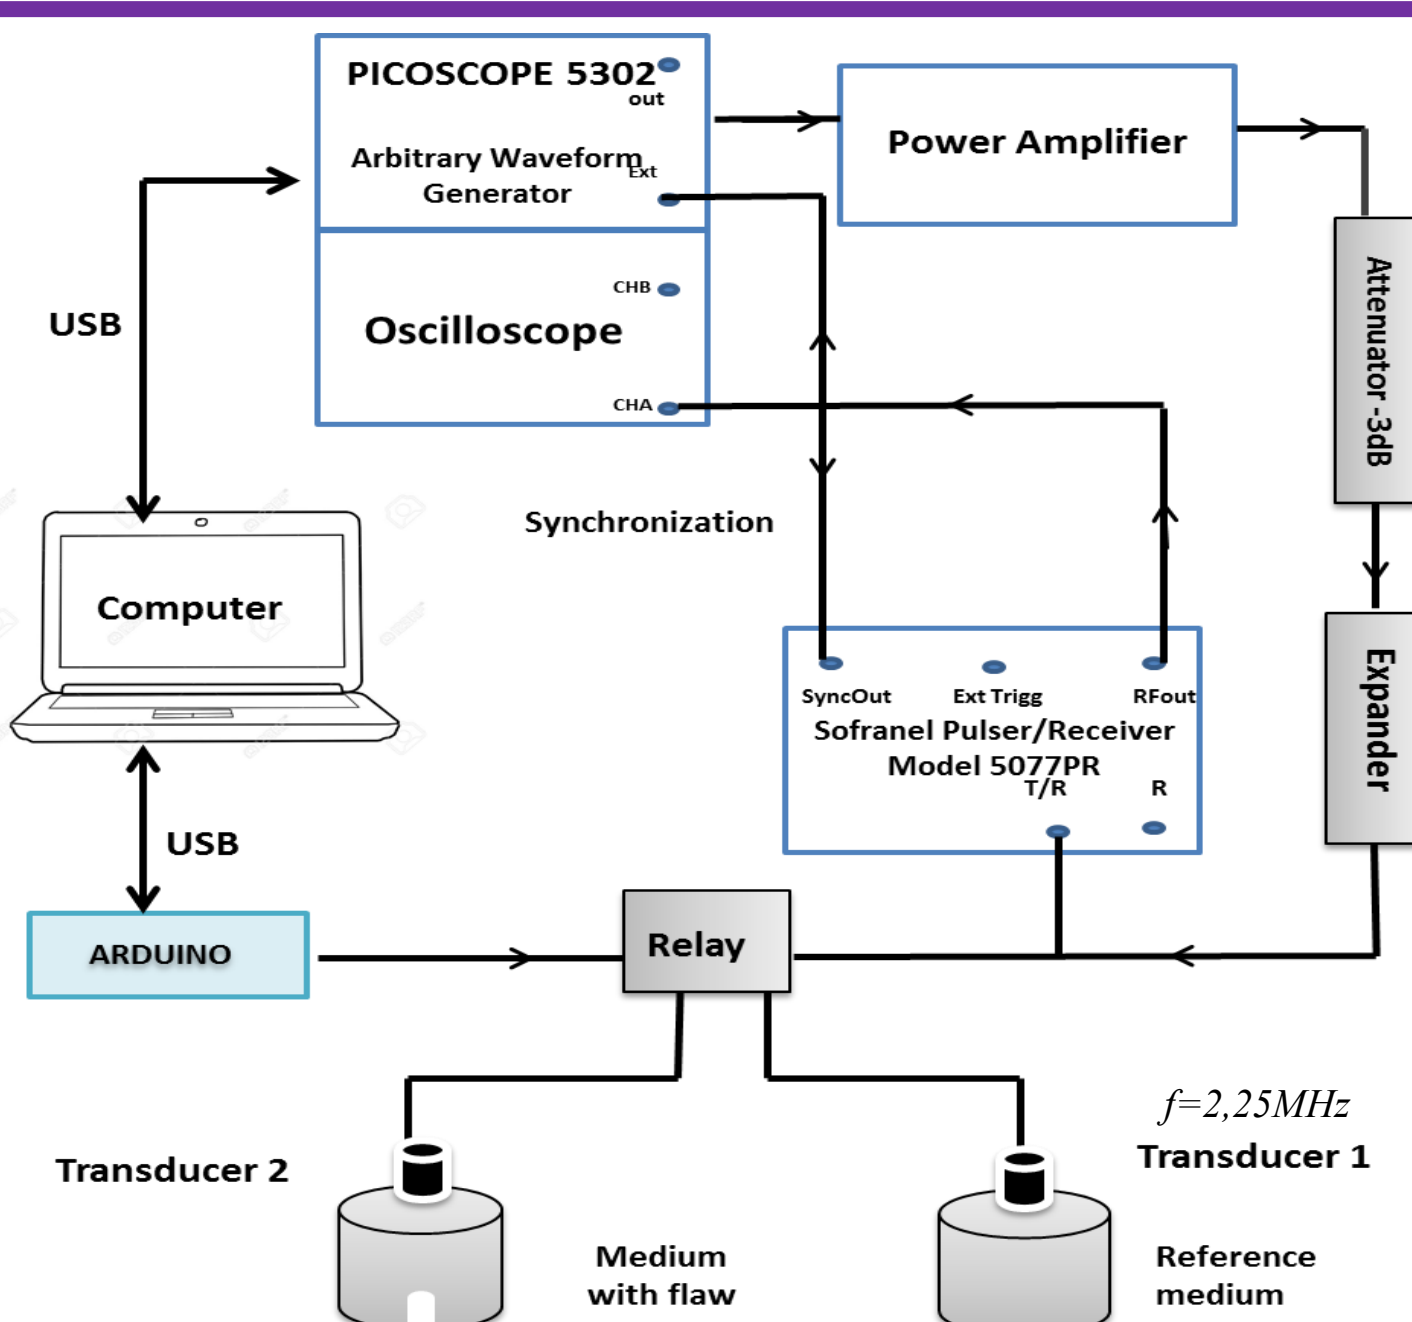 PICOSCOPE 5302
out
Arbitrary Waveform
Ext
Generator
Power Amplifier
Attenuator -3dB
USB
CHB
Oscilloscope
CHA
Synchronization
Computer
Expander
SyncOut
Ext Trigg
RFout
Sofranel Pulser/Receiver
Model 5077PR
T/R
R
USB
ARDUINO
Relay
f=2,25MHz
Transducer 2
Transducer 1
Medium
with flaw
Reference
medium